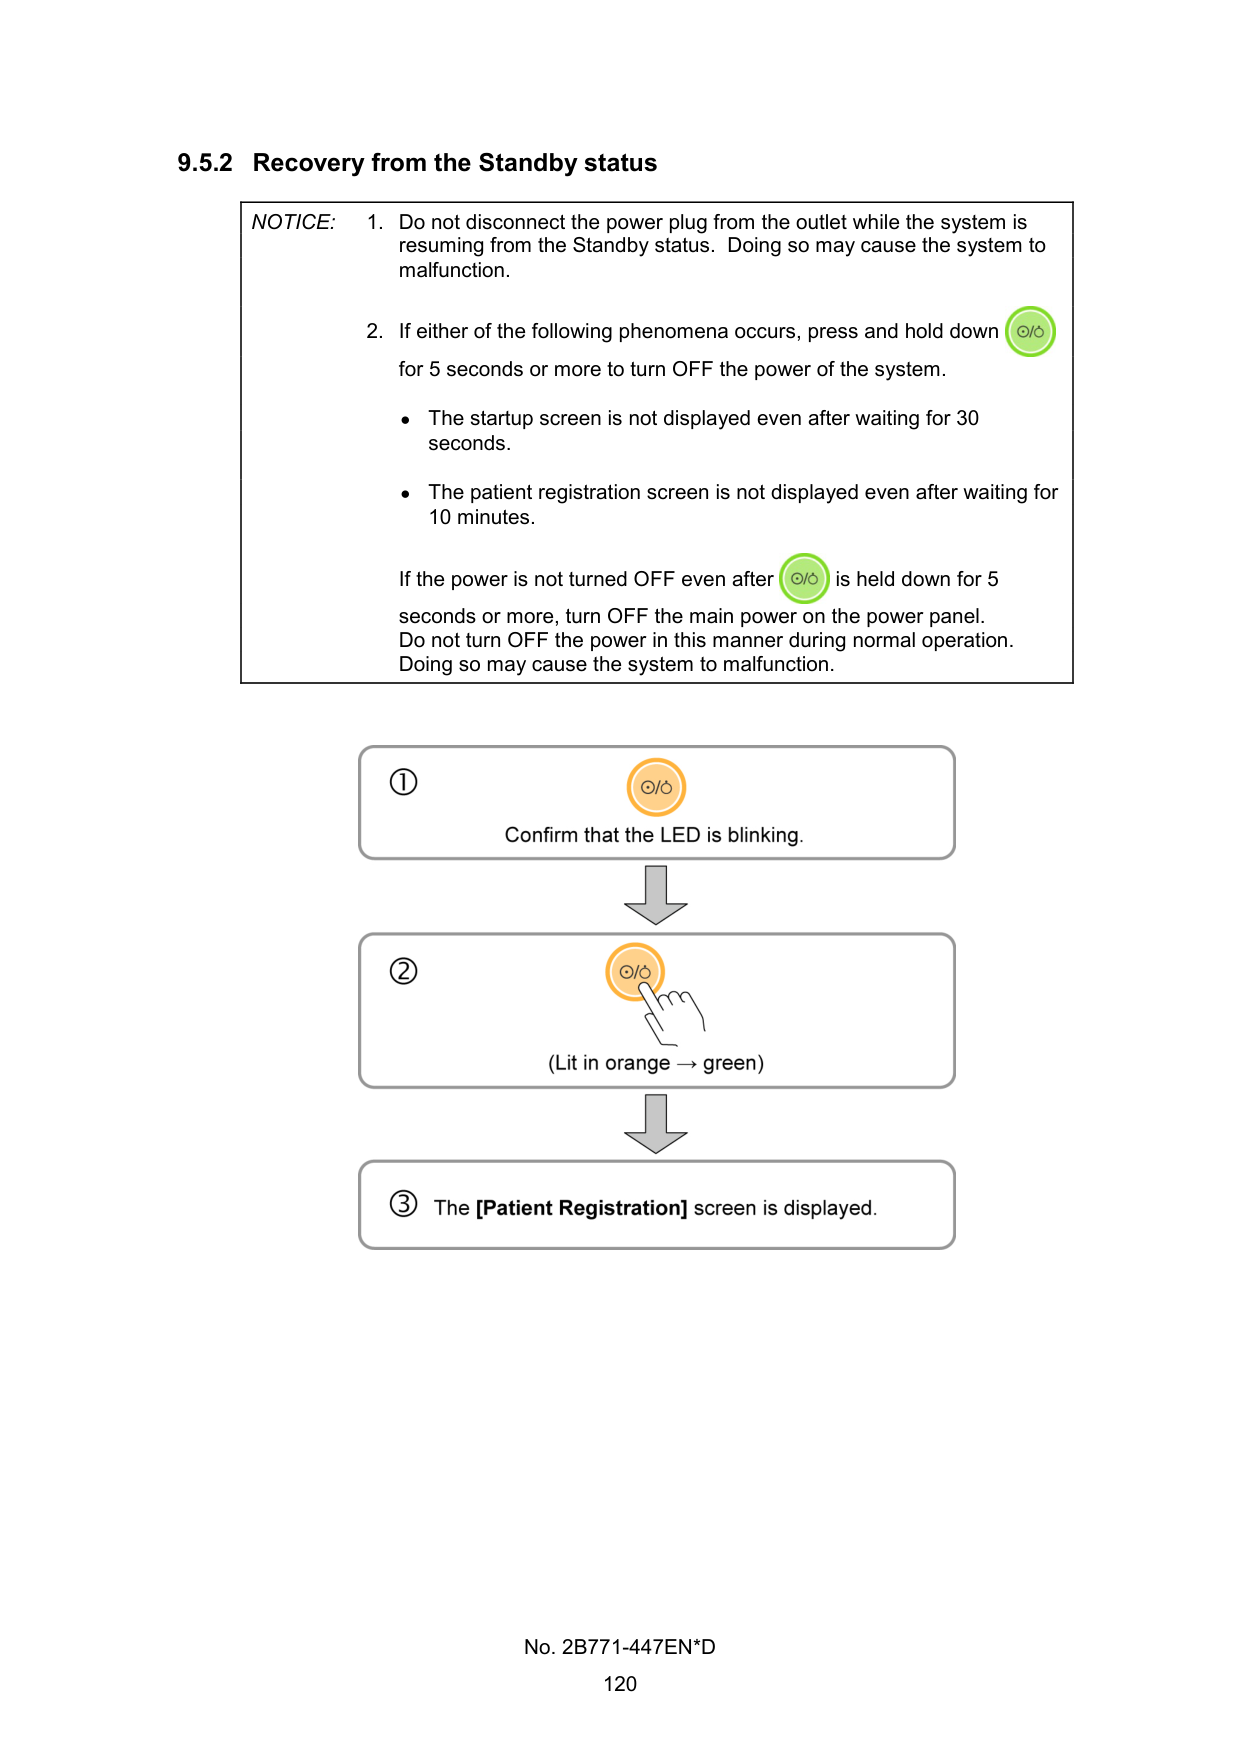 9.5.2 Recovery from the Standby status
NOTICE: 1. Do not disconnect the power plug from the outlet while the system is
resuming from the Standby status. Doing so may cause the system to
malfunction.
2. If either of the following phenomena occurs, press and hold down
for 5 seconds or more to turn OFF the power of the system.
• The startup screen is not displayed even after waiting for 30
seconds.
• The patient registration screen is not displayed even after waiting for
10 minutes.
If the power is not turned OFF even after is held down for 5
seconds or more, turn OFF the main power on the power panel.
Do not turn OFF the power in this manner during normal operation.
Doing so may cause the system to malfunction.
①
Confirm that the LED is blinking.
②
(Lit in orange → green)
③ The [Patient Registration] screen is displayed.
No. 2B771-447EN*D
120